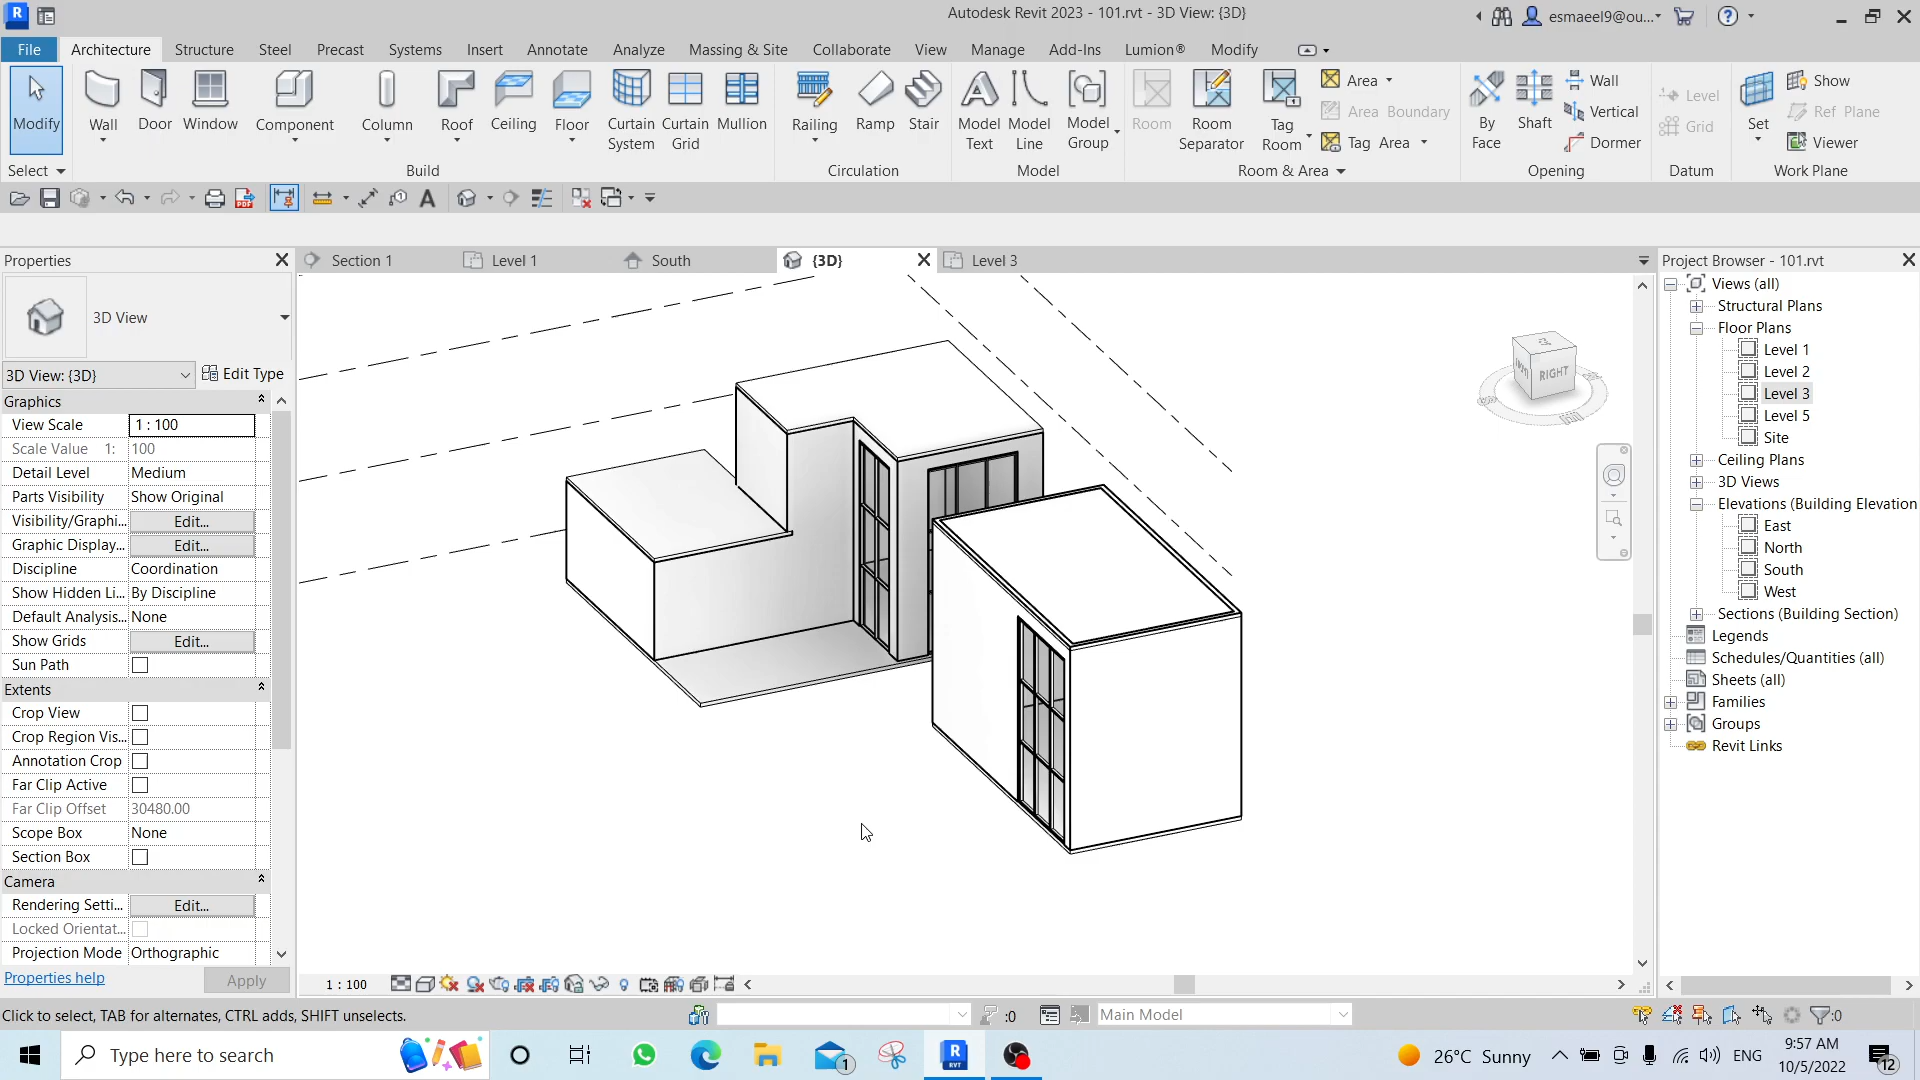 Autodesk Revit 2023 - 101.rvt - 3D View: {3D}
esmaeel9@ou...
File Architecture Structure Steel Precast Systems Insert Annotate Analyze Massing & Site Collaborate View Manage Add-Ins Lumion® Modify
Modify Wall Door Window Component Column Roof Ceiling Floor Curtain System Curtain Grid Mullion Railing Ramp Stair Model Text Model Line Model Group Room Room Separator Tag Room Area Area Boundary Tag Area By Face Shaft Wall Vertical Dormer Level Grid Set Show Ref Plane Viewer
Select Build Circulation Model Room & Area Opening Datum Work Plane
Properties
Section 1 Level 1 South {3D} Level 3
Project Browser - 101.rvt
3D View
3D View: {3D} Edit Type
Graphics
View Scale 1 : 100
Scale Value 1: 100
Detail Level Medium
Parts Visibility Show Original
Visibility/Graphi... Edit...
Graphic Display... Edit...
Discipline Coordination
Show Hidden Li... By Discipline
Default Analysis... None
Show Grids Edit...
Sun Path
Extents
Crop View
Crop Region Vis...
Annotation Crop
Far Clip Active
Far Clip Offset 30480.00
Scope Box None
Section Box
Camera
Rendering Setti... Edit...
Locked Orientat...
Projection Mode Orthographic
Properties help Apply
RIGHT
Views (all)
Structural Plans
Floor Plans
Level 1
Level 2
Level 3
Level 5
Site
Ceiling Plans
3D Views
Elevations (Building Elevation
East
North
South
West
Sections (Building Section)
Legends
Schedules/Quantities (all)
Sheets (all)
Families
Groups
Revit Links
1 : 100
Click to select, TAB for alternates, CTRL adds, SHIFT unselects.
:0
Main Model
:0
Type here to search
1
R
RVT
26°C Sunny
ENG
9:57 AM
10/5/2022
12